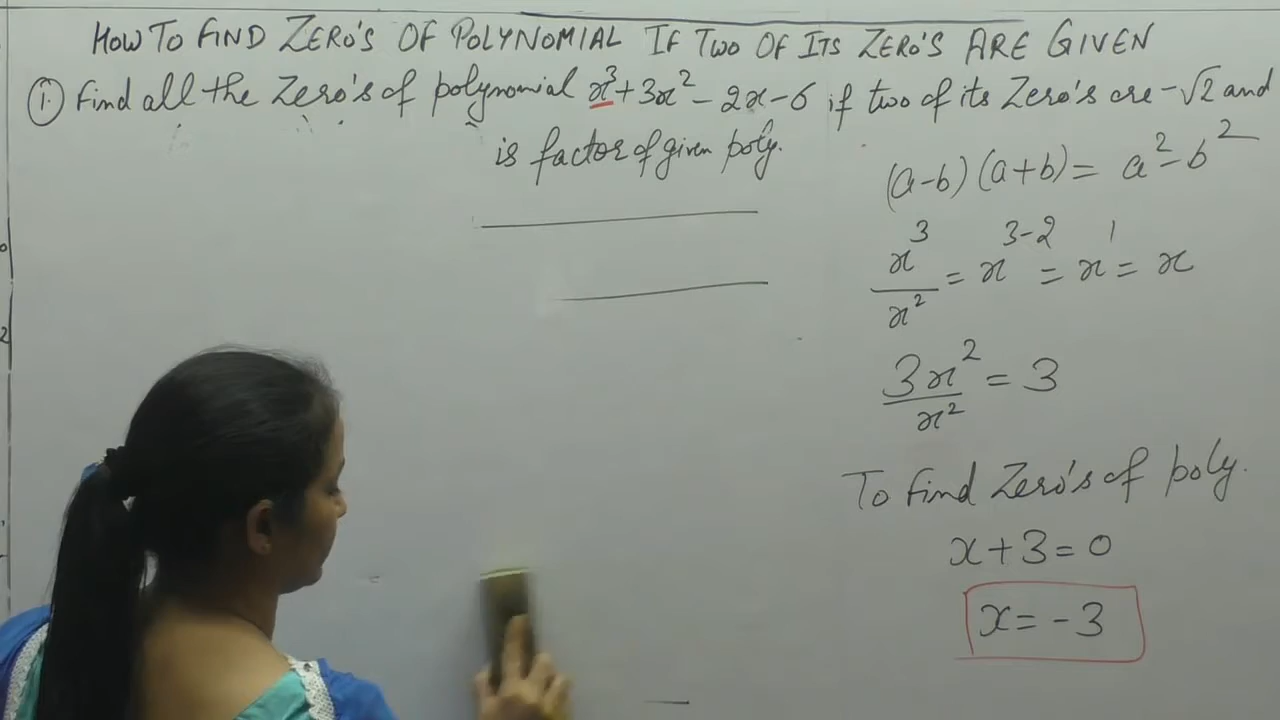 HOW TO FIND ZERO'S OF POLYNOMIAL IF TWO OF ITS ZERO'S ARE GIVEN
① Find all the Zero's of polynomial x³+3x²-2x-6 if two of its Zero's are -√2 and
is factor of given poly.
(a-b)(a+b)= a²-b²
x³/x² = x³⁻² = x¹ = x
3x²/x² = 3
To find Zero's of poly.
x+3=0
x=-3